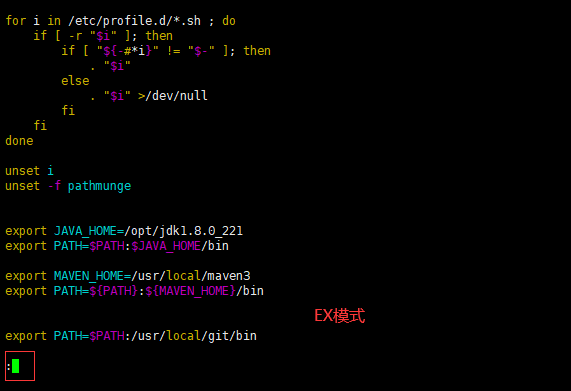 for i in /etc/profile.d/*.sh ; do
    if [ -r "$i" ]; then
        if [ "${-#*i}" != "$-" ]; then
            . "$i"
        else
            . "$i" >/dev/null
        fi
    fi
done
unset i
unset -f pathmunge
export JAVA_HOME=/opt/jdk1.8.0_221
export PATH=$PATH:$JAVA_HOME/bin
export MAVEN_HOME=/usr/local/maven3
export PATH=${PATH}:${MAVEN_HOME}/bin
EX模式
export PATH=$PATH:/usr/local/git/bin
: